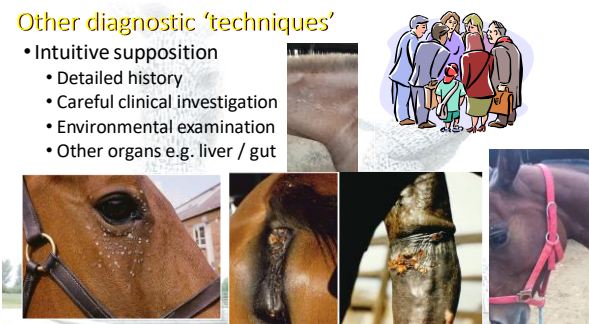 Other diagnostic ‘techniques’
• Intuitive supposition
• Detailed history
• Careful clinical investigation
• Environmental examination
• Other organs e.g. liver / gut